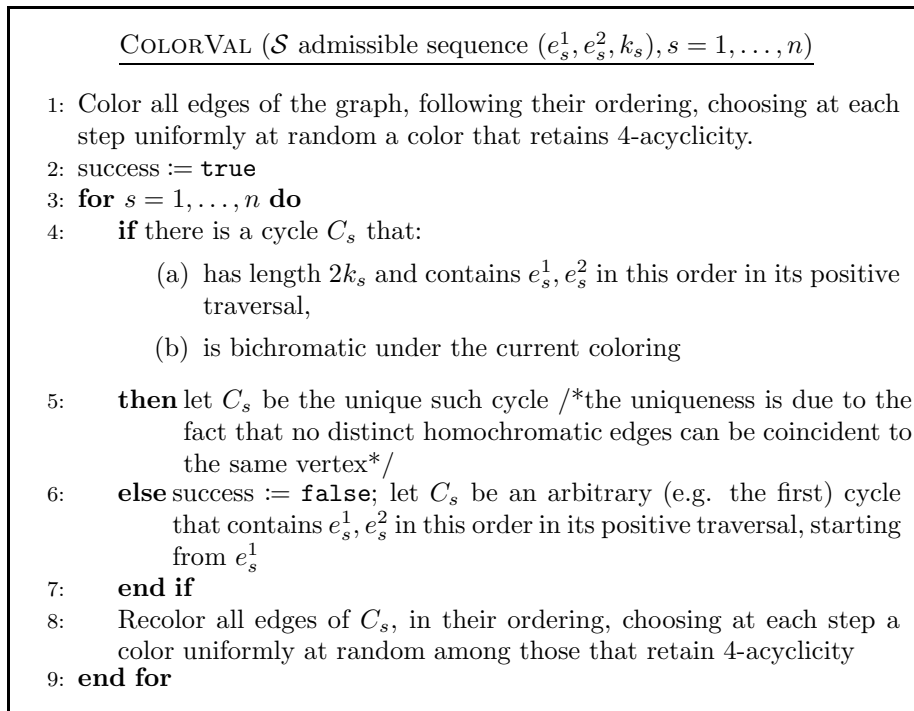 COLORVAL (𝒮 admissible sequence (e_s^1, e_s^2, k_s), s = 1, . . . , n)
1: Color all edges of the graph, following their ordering, choosing at each
step uniformly at random a color that retains 4-acyclicity.
2: success := true
3: for s = 1, . . . , n do
4: if there is a cycle C_s that:
(a) has length 2k_s and contains e_s^1, e_s^2 in this order in its positive
traversal,
(b) is bichromatic under the current coloring
5: then let C_s be the unique such cycle /*the uniqueness is due to the
fact that no distinct homochromatic edges can be coincident to
the same vertex*/
6: else success := false; let C_s be an arbitrary (e.g. the first) cycle
that contains e_s^1, e_s^2 in this order in its positive traversal, starting
from e_s^1
7: end if
8: Recolor all edges of C_s, in their ordering, choosing at each step a
color uniformly at random among those that retain 4-acyclicity
9: end for